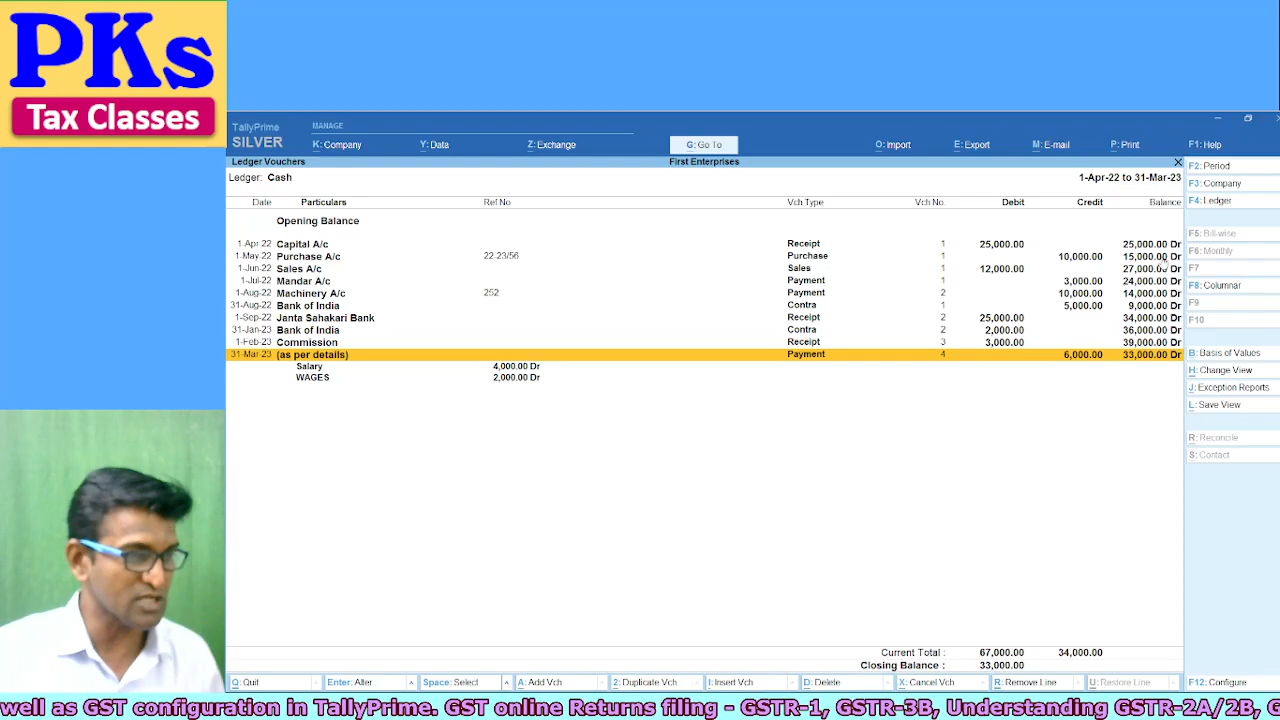 PKs
Tax Classes
TallyPrime
SILVER
MANAGE
K: Company
Y: Data
Z: Exchange
G: Go To
O: Import
E: Export
M: E-mail
P: Print
F1: Help
Ledger Vouchers
First Enterprises
Ledger: Cash
1-Apr-22 to 31-Mar-23
Date Particulars Ref No Vch Type Vch No. Debit Credit Balance
Opening Balance
1-Apr-22 Capital A/c Receipt 1 25,000.00 25,000.00 Dr
1-May-22 Purchase A/c 22-23/56 Purchase 1 10,000.00 15,000.00 Dr
1-Jun-22 Sales A/c Sales 1 12,000.00 27,000.00 Dr
1-Jul-22 Mandar A/c Payment 1 3,000.00 24,000.00 Dr
1-Aug-22 Machinery A/c 252 Payment 2 10,000.00 14,000.00 Dr
31-Aug-22 Bank of India Contra 1 5,000.00 9,000.00 Dr
1-Sep-22 Janta Sahakari Bank Receipt 2 25,000.00 34,000.00 Dr
31-Jan-23 Bank of India Contra 2 2,000.00 36,000.00 Dr
1-Feb-23 Commission Receipt 3 3,000.00 39,000.00 Dr
31-Mar-23 (as per details) Payment 4 6,000.00 33,000.00 Dr
Salary 4,000.00 Dr
WAGES 2,000.00 Dr
Current Total : 67,000.00 34,000.00
Closing Balance : 33,000.00
F2: Period
F3: Company
F4: Ledger
F5: Bill-wise
F6: Monthly
F7
F8: Columnar
F9
F10
B: Basis of Values
H: Change View
J: Exception Reports
L: Save View
R: Reconcile
S: Contact
Q: Quit
Enter: Alter
Space: Select
A: Add Vch
2: Duplicate Vch
I: Insert Vch
D: Delete
X: Cancel Vch
R: Remove Line
U: Restore Line
F12: Configure
well as GST configuration in TallyPrime. GST online Returns filing - GSTR-1, GSTR-3B, Understanding GSTR-2A/2B, G